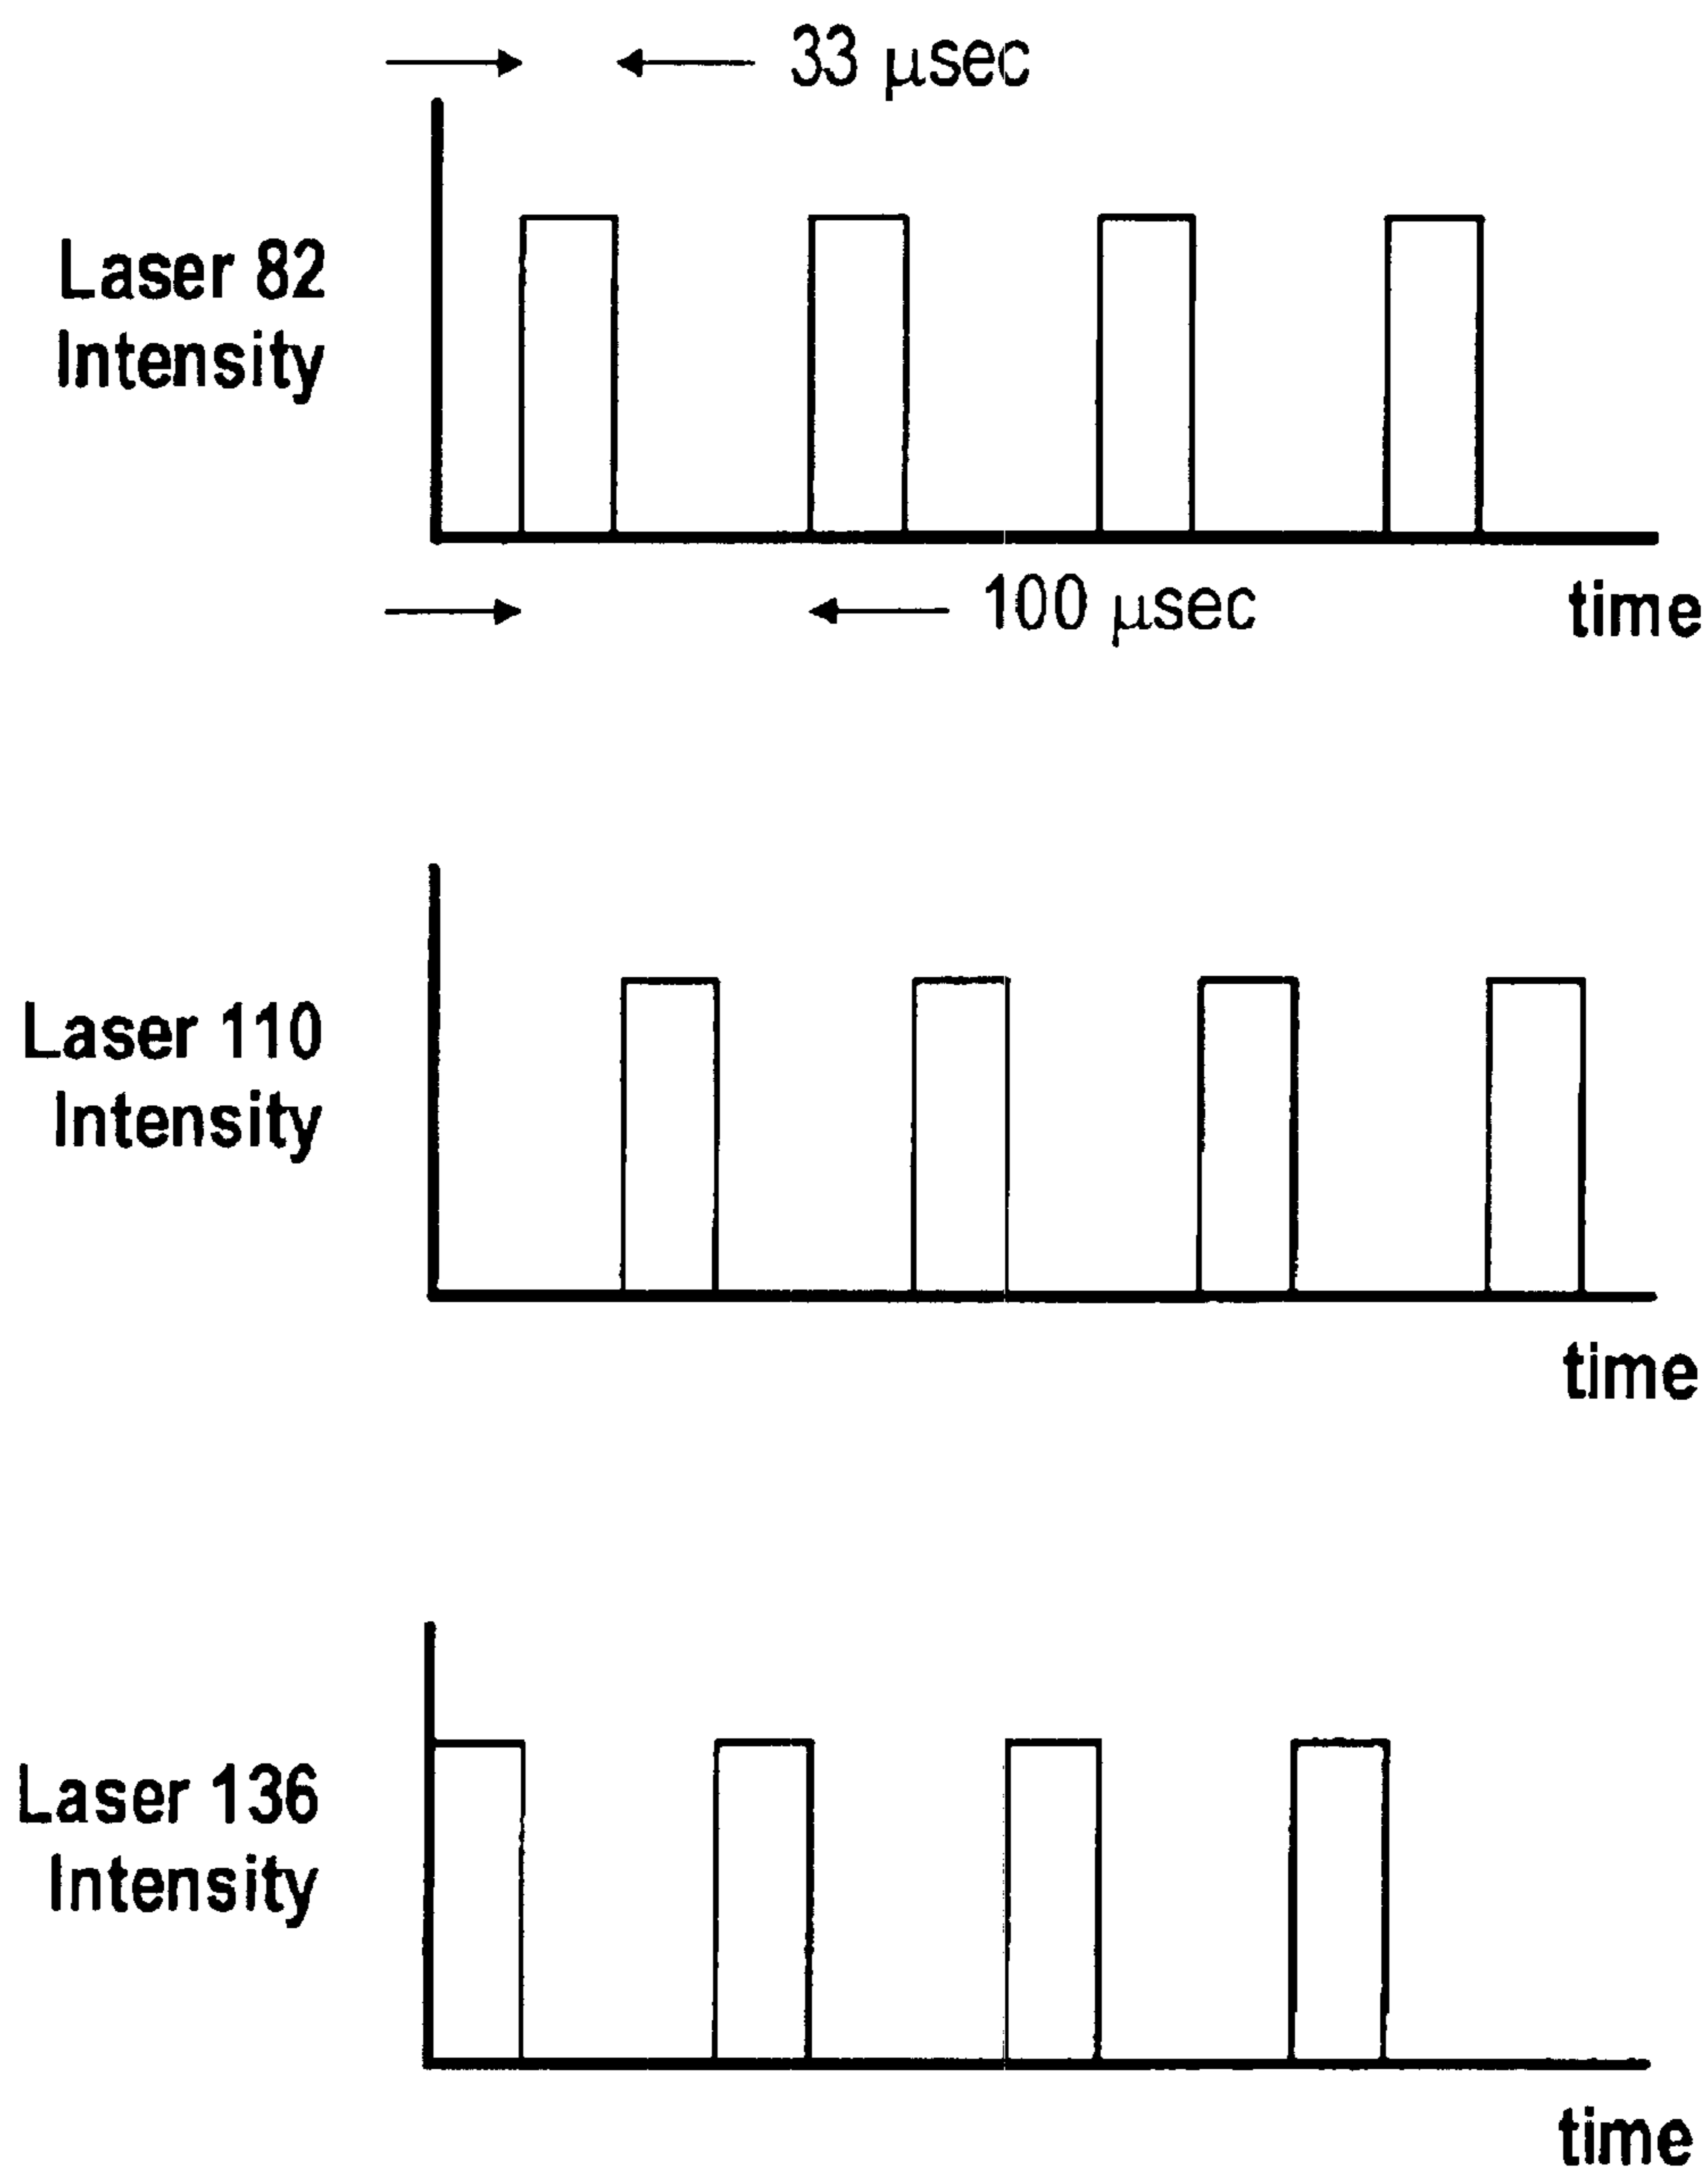 33 µsec
Laser 82
Intensity
100 µsec
time
Laser 110
Intensity
time
Laser 136
Intensity
time